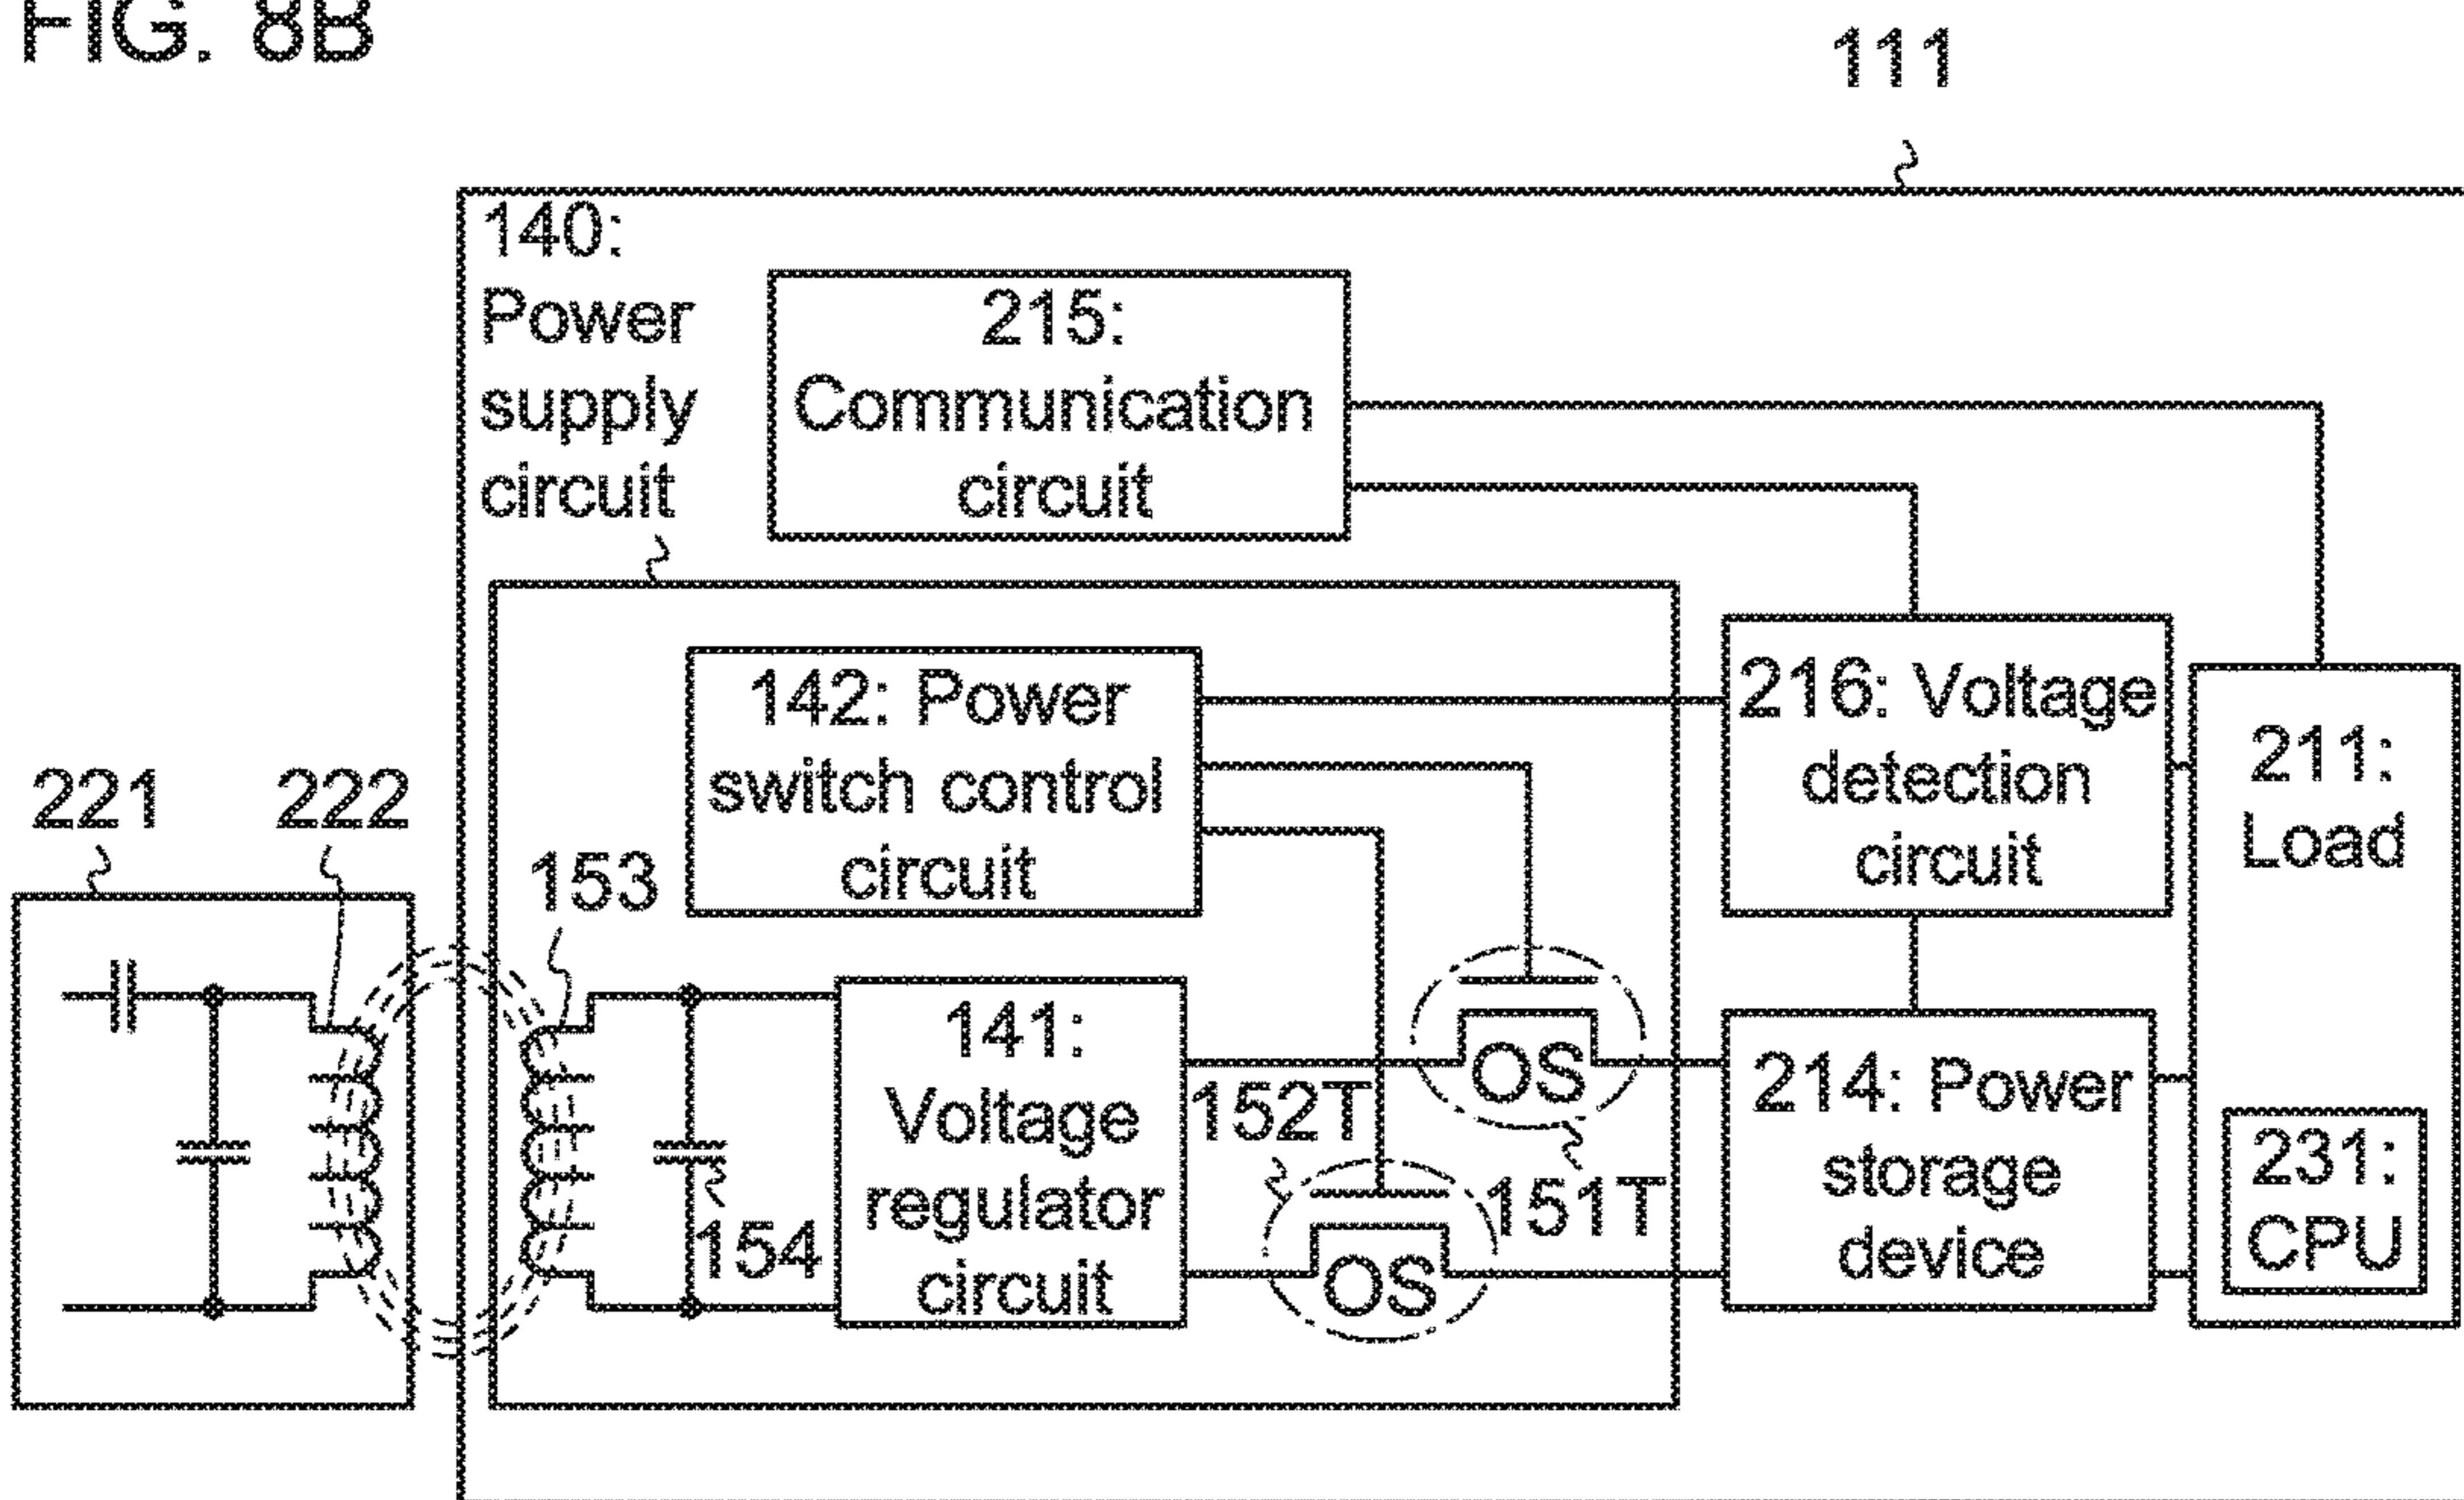 FIG. 8B
111
140:
Power
supply
circuit
215:
Communication
circuit
142: Power
switch control
circuit
216: Voltage
detection
circuit
211:
Load
221
222
153
141:
Voltage
regulator
circuit
154
152T
OS
151T
OS
214: Power
storage
device
231:
CPU